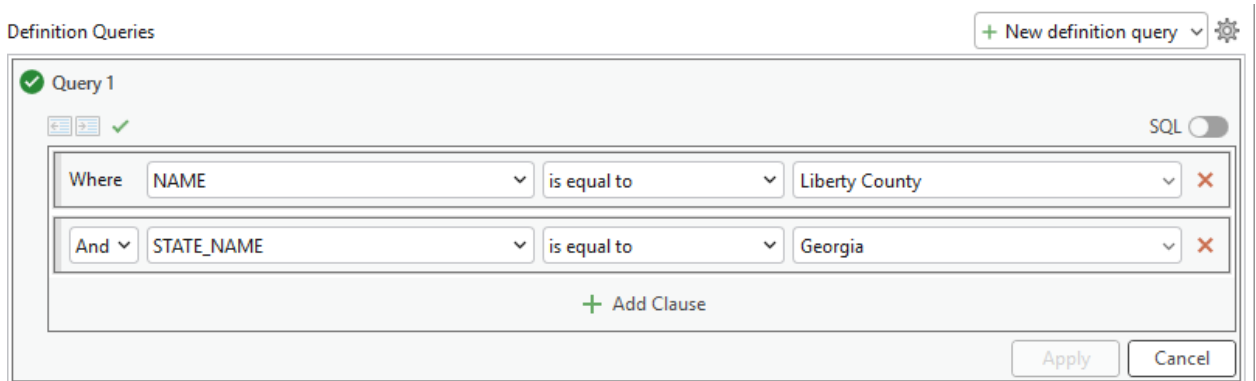 Definition Queries
New definition query
Query 1
SQL
Where NAME is equal to Liberty County
And STATE_NAME is equal to Georgia
Add Clause
Apply Cancel